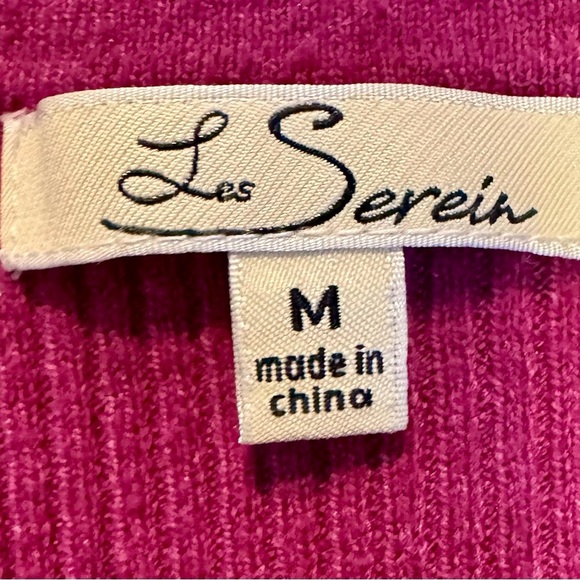 Les Serein
M
made in
china